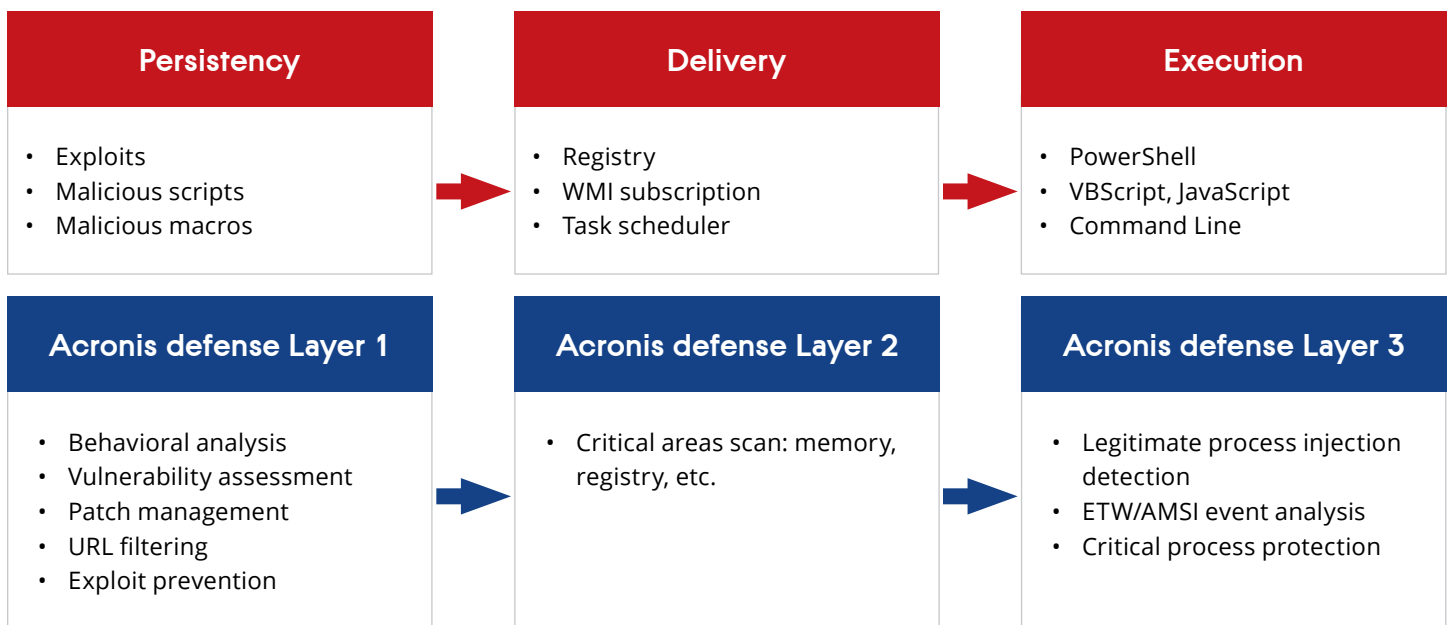 Persistency
• Exploits
• Malicious scripts
• Malicious macros
Delivery
• Registry
• WMI subscription
• Task scheduler
Execution
• PowerShell
• VBScript, JavaScript
• Command Line
Acronis defense Layer 1
• Behavioral analysis
• Vulnerability assessment
• Patch management
• URL filtering
• Exploit prevention
Acronis defense Layer 2
• Critical areas scan: memory,
registry, etc.
Acronis defense Layer 3
• Legitimate process injection
detection
• ETW/AMSI event analysis
• Critical process protection